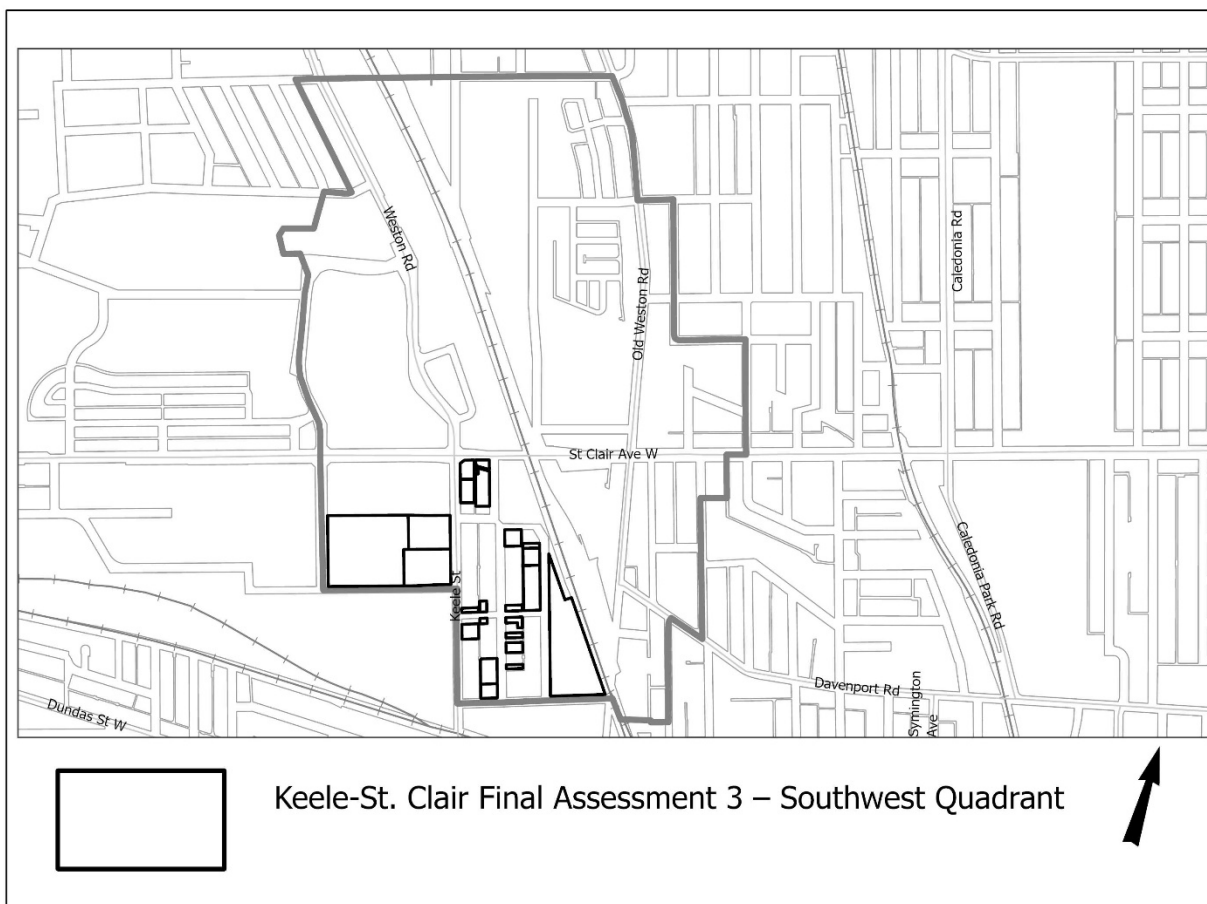 Weston Rd
Old Weston Rd
Caledonia Rd
St Clair Ave W
Keele St
Caledonia Park Rd
Davenport Rd
Symington
Ave
Dundas St W
Keele-St. Clair Final Assessment 3 – Southwest Quadrant